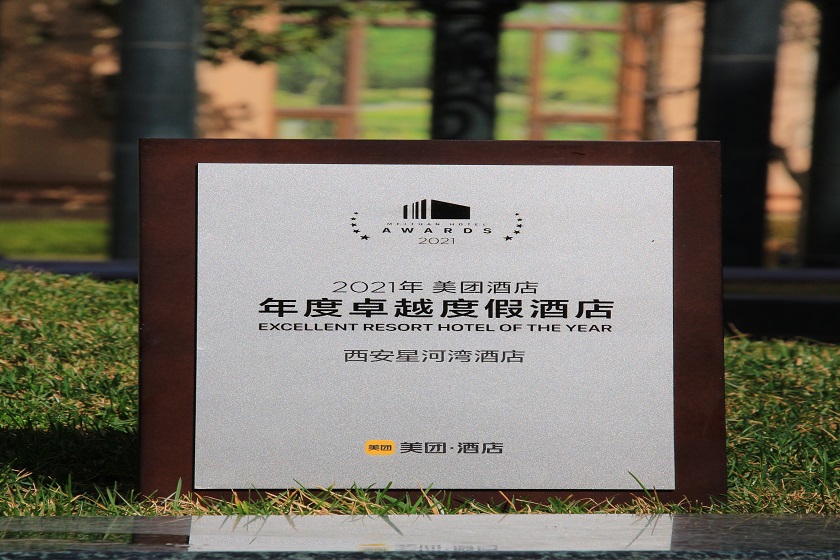 MEITUAN HOTEL
AWARDS
2021
2021年 美团酒店
年度卓越度假酒店
EXCELLENT RESORT HOTEL OF THE YEAR
西安星河湾酒店
美团 美团·酒店